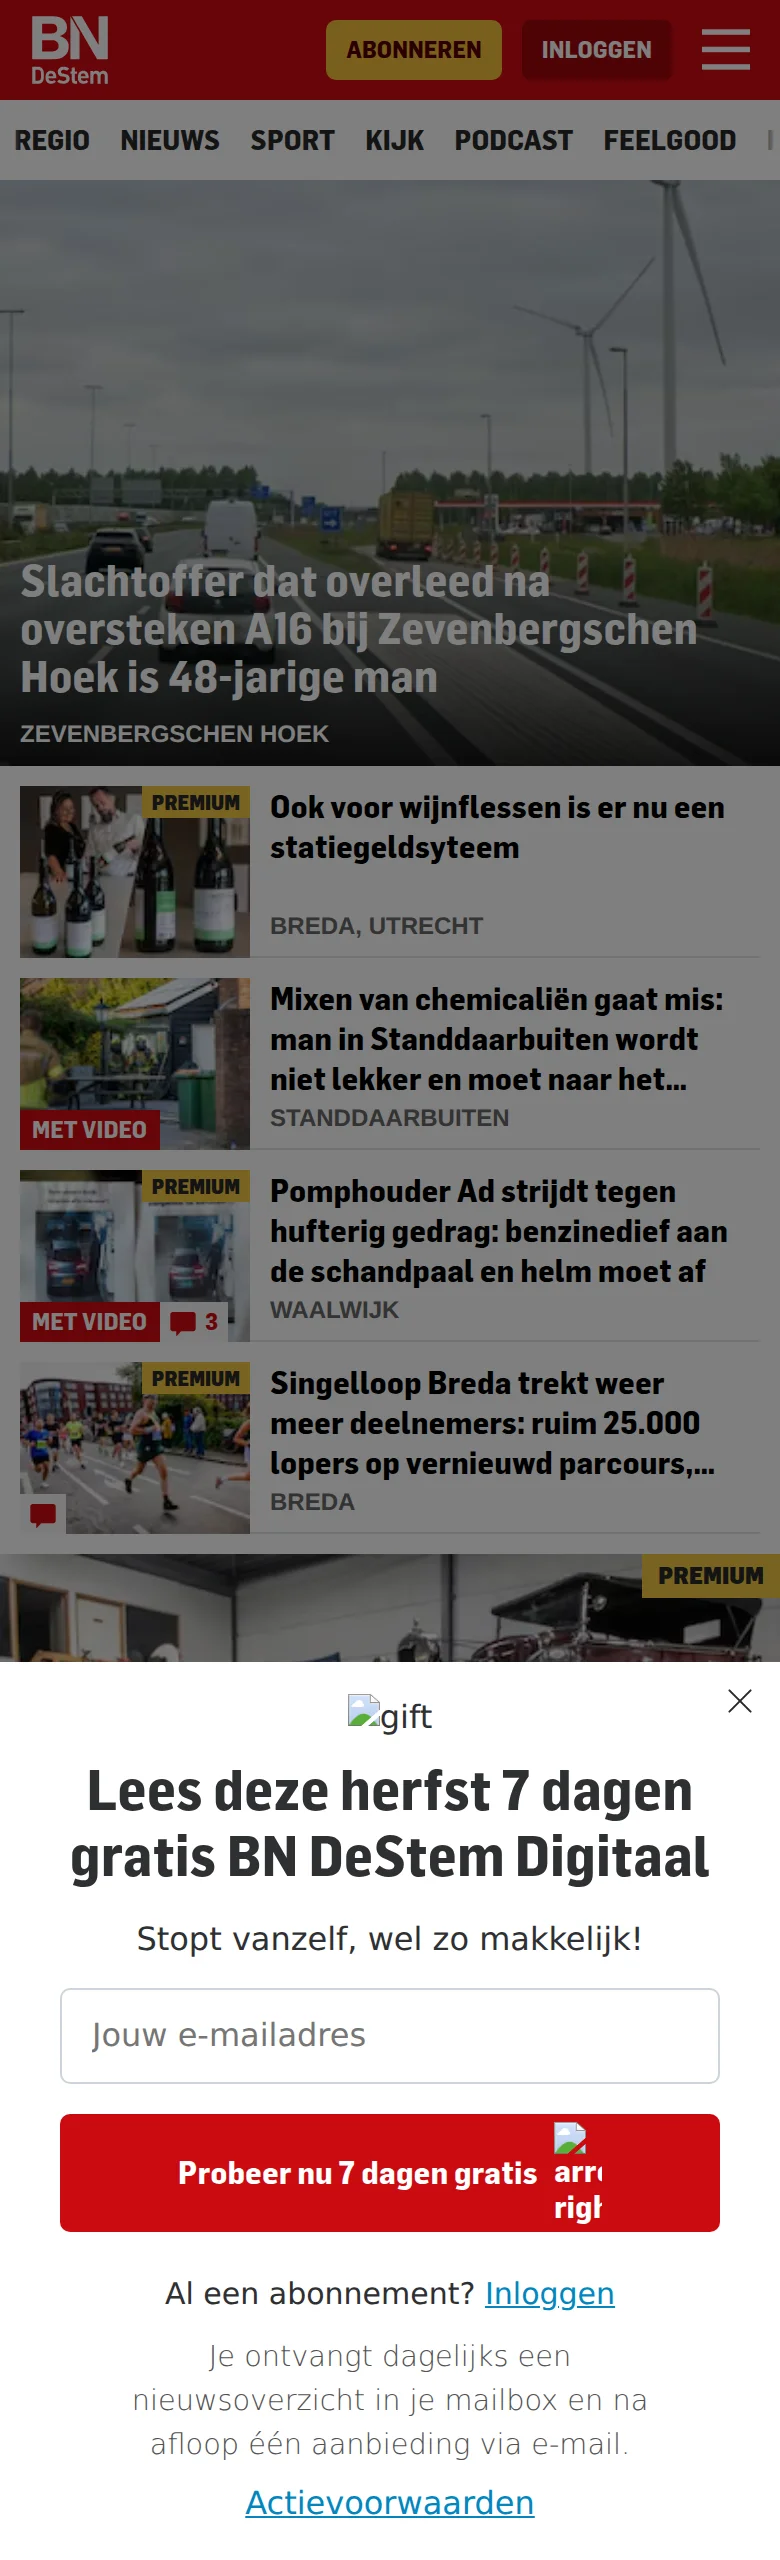 BN
DeStem
ABONNEREN
INLOGGEN
REGIO NIEUWS SPORT KIJK PODCAST FEELGOOD
Slachtoffer dat overleed na
oversteken A16 bij Zevenbergschen
Hoek is 48-jarige man
ZEVENBERGSCHEN HOEK
PREMIUM
Ook voor wijnflessen is er nu een
statiegeldsyteem
BREDA, UTRECHT
MET VIDEO
Mixen van chemicaliën gaat mis:
man in Standdaarbuiten wordt
niet lekker en moet naar het...
STANDDAARBUITEN
PREMIUM
MET VIDEO
3
Pomphouder Ad strijdt tegen
hufterig gedrag: benzinedief aan
de schandpaal en helm moet af
WAALWIJK
PREMIUM
Singelloop Breda trekt weer
meer deelnemers: ruim 25.000
lopers op vernieuwd parcours,...
BREDA
PREMIUM
gift
Lees deze herfst 7 dagen
gratis BN DeStem Digitaal
Stopt vanzelf, wel zo makkelijk!
Jouw e-mailadres
Probeer nu 7 dagen gratis
Al een abonnement? Inloggen
Je ontvangt dagelijks een
nieuwsoverzicht in je mailbox en na
afloop één aanbieding via e-mail.
Actievoorwaarden